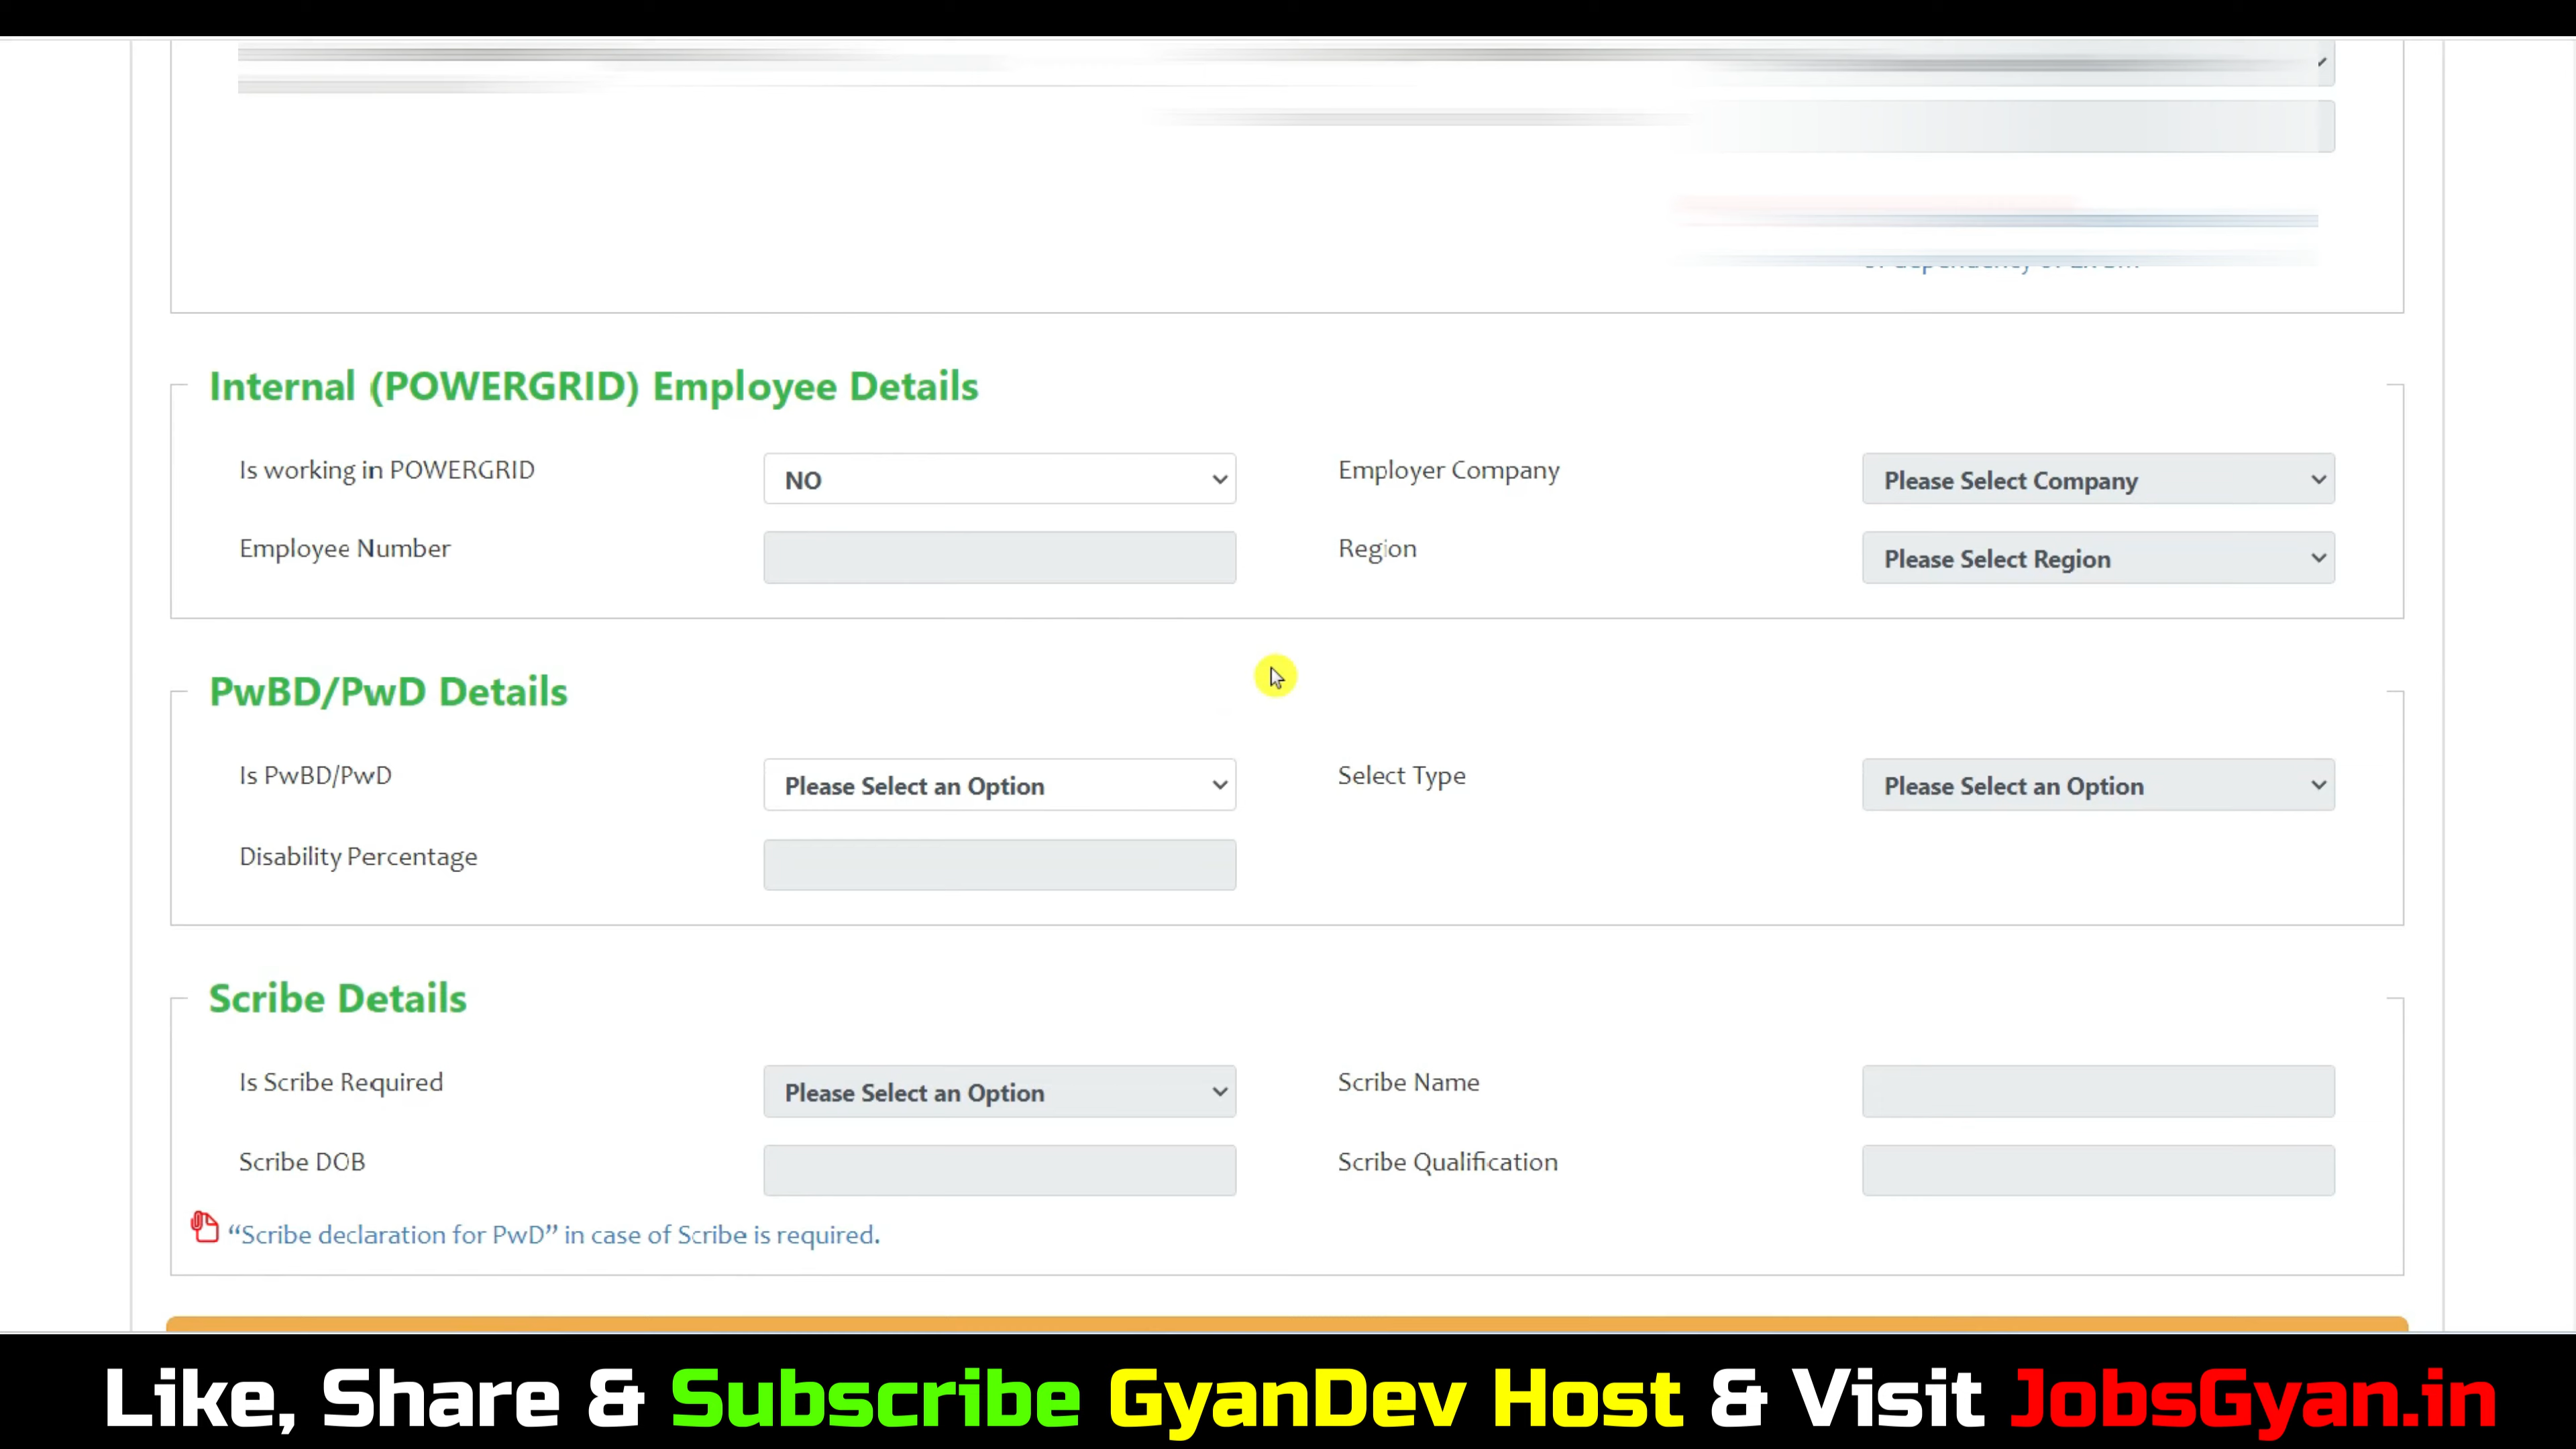 Internal (POWERGRID) Employee Details
Is working in POWERGRID NO Employer Company Please Select Company
Employee Number Region Please Select Region
PwBD/PwD Details
Is PwBD/PwD Please Select an Option Select Type Please Select an Option
Disability Percentage
Scribe Details
Is Scribe Required Please Select an Option Scribe Name
Scribe DOB Scribe Qualification
“Scribe declaration for PwD” in case of Scribe is required.
Like, Share & Subscribe GyanDev Host & Visit JobsGyan.in